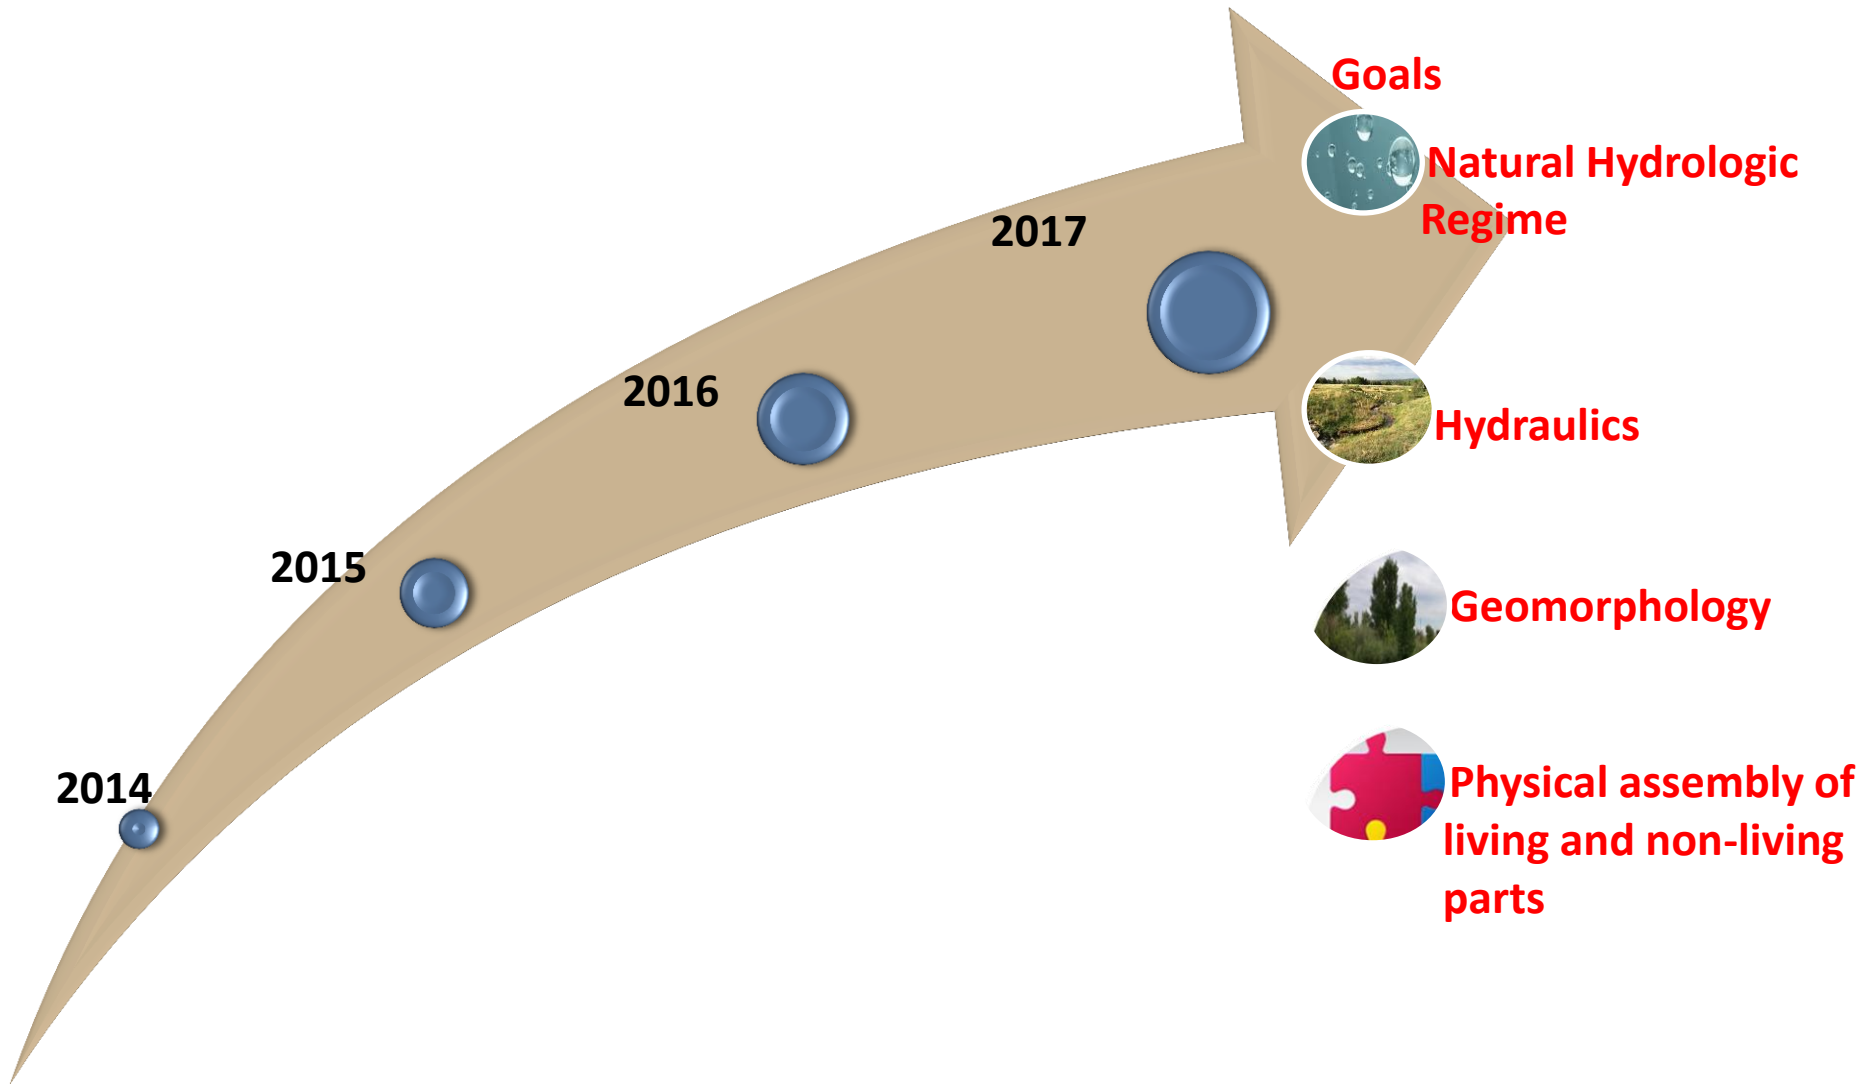 Goals
Natural Hydrologic
Regime
2017
2016
Hydraulics
2015
Geomorphology
2014
Physical assembly of
living and non-living
parts